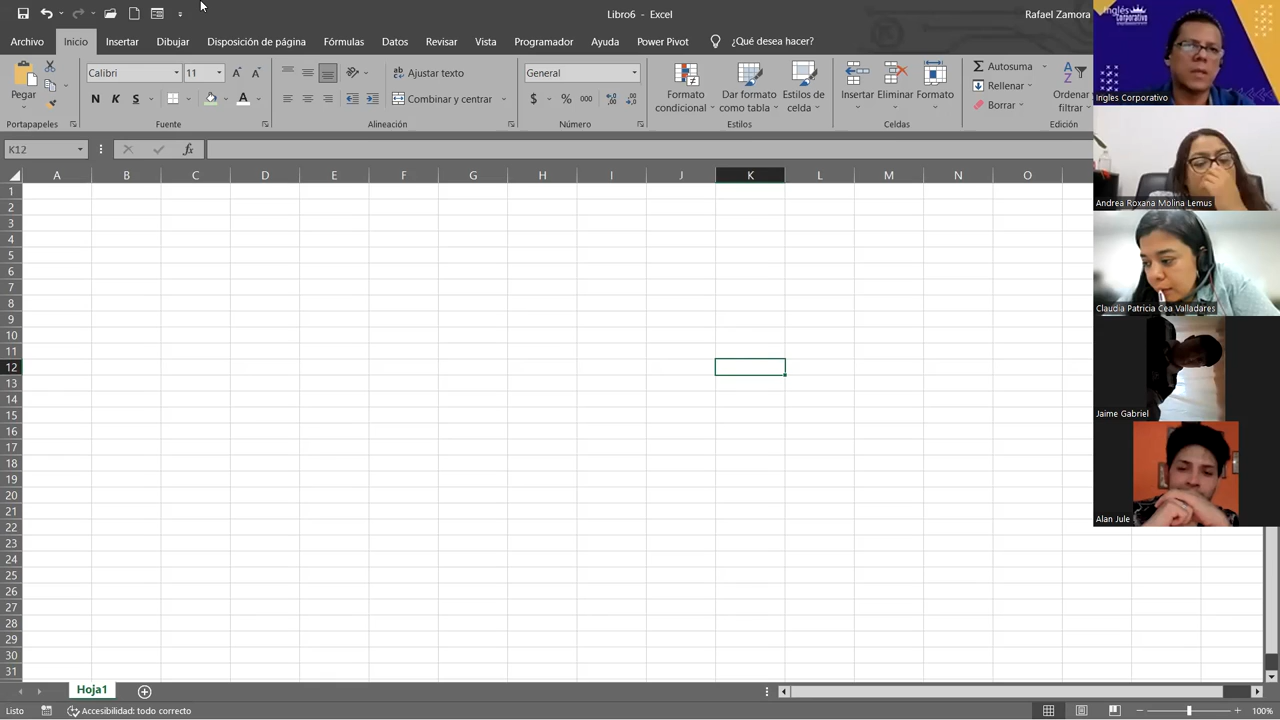 Libro6 - Excel
Rafael Zamora
Archivo Inicio Insertar Dibujar Disposición de página Fórmulas Datos Revisar Vista Programador Ayuda Power Pivot ¿Qué desea hacer?
Pegar
Calibri 11
N K S
A
Ajustar texto
Combinar y centrar
General
$ % 000
Formato condicional
Dar formato como tabla
Estilos de celda
Insertar
Eliminar
Formato
Autosuma
Rellenar
Borrar
Ordenar
filtrar
Portapapeles
Fuente
Alineación
Número
Estilos
Celdas
Edición
K12
fx
A B C D E F G H I J K L M N O
1
2
3
4
5
6
7
8
9
10
11
12
13
14
15
16
17
18
19
20
21
22
23
24
25
26
27
28
29
30
31
Inglés
Corporativo
Ingles Corporativo
Andrea Roxana Molina Lemus
Claudia Patricia Cea Valladares
Jaime Gabriel
Alan Jule
Hoja1
Listo
Accesibilidad: todo correcto
100%